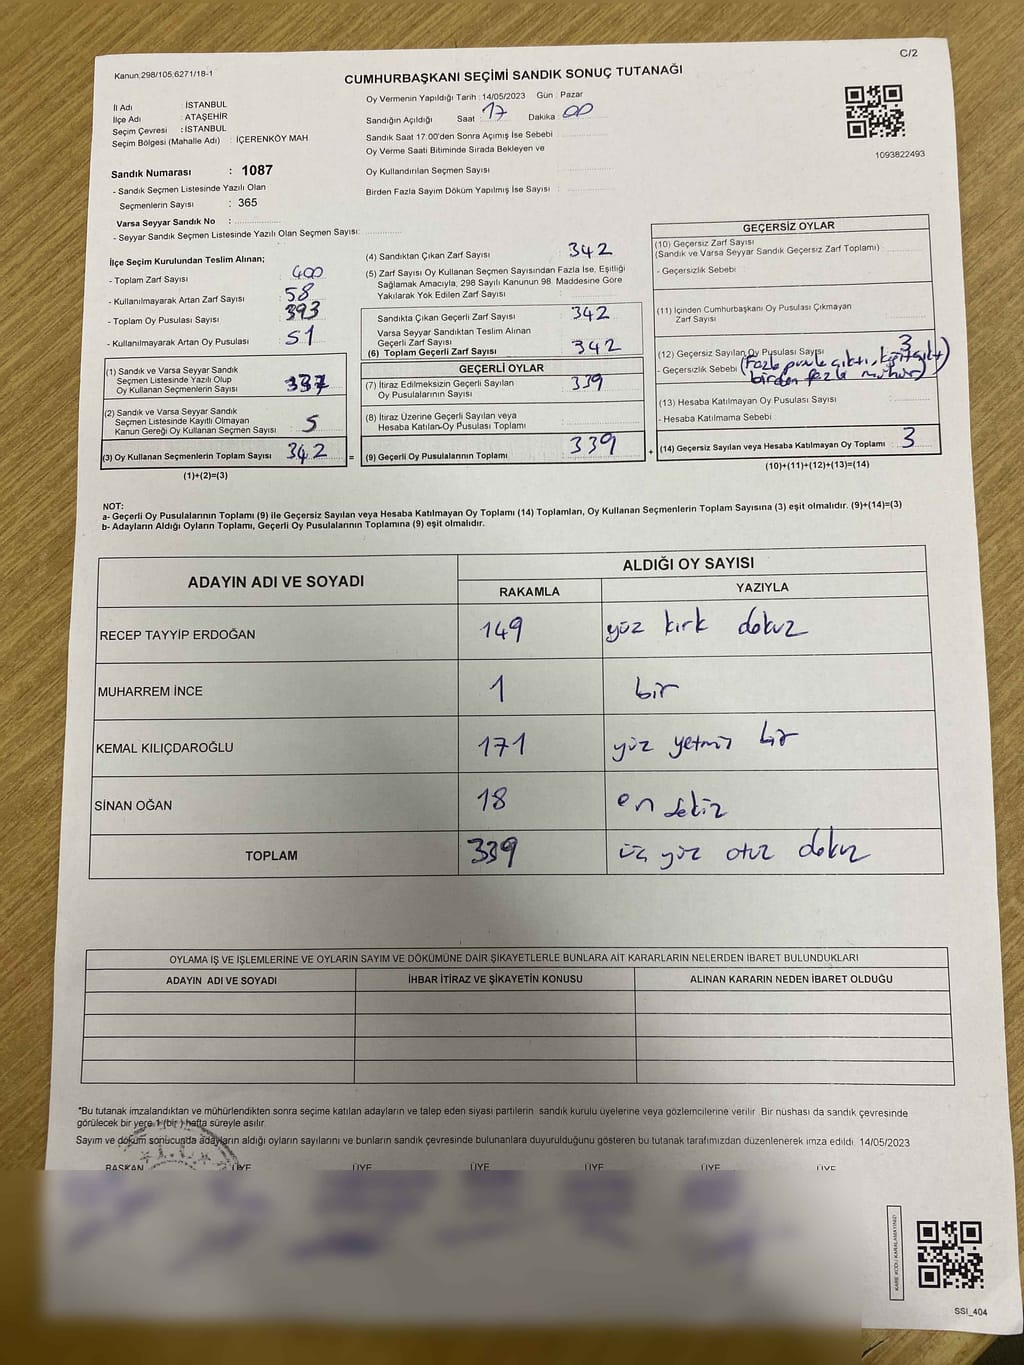 C/2
Kanun:298/105;6271/18-1
CUMHURBAŞKANI SEÇİMİ SANDIK SONUÇ TUTANAĞI
İl Adı : İSTANBUL
İlçe Adı : ATAŞEHİR
Seçim Çevresi : İSTANBUL
Seçim Bölgesi (Mahalle Adı) : İÇERENKÖY MAH
Sandık Numarası : 1087
- Sandık Seçmen Listesinde Yazılı Olan
Seçmenlerin Sayısı : 365
Varsa Seyyar Sandık No :
- Seyyar Sandık Seçmen Listesinde Yazılı Olan Seçmen Sayısı:
Oy Vermenin Yapıldığı Tarih :14/05/2023 Gün : Pazar
Sandığın Açıldığı Saat 17 Dakika 00
Sandık Saat 17:00'den Sonra Açımış İse Sebebi
Oy Verme Saati Bitiminde Sırada Bekleyen ve
Oy Kullandırılan Seçmen Sayısı
Birden Fazla Sayım Döküm Yapılmış İse Sayısı
1093822493
İlçe Seçim Kurulundan Teslim Alınan;
- Toplam Zarf Sayısı : 400
- Kullanılmayarak Artan Zarf Sayısı : 58
- Toplam Oy Pusulası Sayısı : 393
- Kullanılmayarak Artan Oy Pusulası : 51
(1) Sandık ve Varsa Seyyar Sandık
Seçmen Listesinde Yazılı Olup
Oy Kullanan Seçmenlerin Sayısı : 337
(2) Sandık ve Varsa Seyyar Sandık
Seçmen Listesinde Kayıtlı Olmayan
Kanun Gereği Oy Kullanan Seçmen Sayısı : 5
(3) Oy Kullanan Seçmenlerin Toplam Sayısı : 342
(1)+(2)=(3)
(4) Sandıktan Çıkan Zarf Sayısı : 342
(5) Zarf Sayısı Oy Kullanan Seçmen Sayısından Fazla İse, Eşitliği
Sağlamak Amacıyla; 298 Sayılı Kanunun 98. Maddesine Göre
Yakılarak Yok Edilen Zarf Sayısı :
Sandıkta Çıkan Geçerli Zarf Sayısı : 342
Varsa Seyyar Sandıktan Teslim Alınan
Geçerli Zarf Sayısı :
(6) Toplam Geçerli Zarf Sayısı : 342
GEÇERLİ OYLAR
(7) İtiraz Edilmeksizin Geçerli Sayılan
Oy Pusulalarının Sayısı : 339
(8) İtiraz Üzerine Geçerli Sayılan veya
Hesaba Katılan Oy Pusulası Toplamı :
= (9) Geçerli Oy Pusulalarının Toplamı : 339
GEÇERSİZ OYLAR
(10) Geçersiz Zarf Sayısı
(Sandık ve Varsa Seyyar Sandık Geçersiz Zarf Toplamı) :
- Geçersizlik Sebebi
(11) İçinden Cumhurbaşkanı Oy Pusulası Çıkmayan
Zarf Sayısı :
(12) Geçersiz Sayılan Oy Pusulası Sayısı 3
- Geçersizlik Sebebi (Fazla çıktı,
birden fazla mühür)
(13) Hesaba Katılmayan Oy Pusulası Sayısı :
- Hesaba Katılmama Sebebi :
+ (14) Geçersiz Sayılan veya Hesaba Katılmayan Oy Toplamı : 3
(10)+(11)+(12)+(13)=(14)
NOT:
a- Geçerli Oy Pusulalarının Toplamı (9) ile Geçersiz Sayılan veya Hesaba Katılmayan Oy Toplamı (14) Toplamları, Oy Kullanan Seçmenlerin Toplam Sayısına (3) eşit olmalıdır. (9)+(14)=(3)
b- Adayların Aldığı Oyların Toplamı, Geçerli Oy Pusulalarının Toplamına (9) eşit olmalıdır.
ADAYIN ADI VE SOYADI ALDIĞI OY SAYISI
RAKAMLA YAZIYLA
RECEP TAYYİP ERDOĞAN 149 yüz kırk dokuz
MUHARREM İNCE 1 bir
KEMAL KILIÇDAROĞLU 171 yüz yetmiş bir
SİNAN OĞAN 18 on sekiz
TOPLAM 339 üç yüz otuz dokuz
OYLAMA İŞ VE İŞLEMLERİNE VE OYLARIN SAYIM VE DÖKÜMÜNE DAİR ŞİKAYETLERLE BUNLARA AİT KARARLARIN NELERDEN İBARET BULUNDUKLARI
ADAYIN ADI VE SOYADI İHBAR İTİRAZ VE ŞİKAYETİN KONUSU ALINAN KARARIN NEDEN İBARET OLDUĞU
*Bu tutanak imzalandıktan ve mühürlendikten sonra seçime katılan adayların ve talep eden siyasi partilerin sandık kurulu üyelerine veya gözlemcilerine verilir. Bir nüshası da sandık çevresinde
görülecek bir yere 1 (bir) hafta süreyle asılır.
Sayım ve döküm sonucunda adayların aldığı oyların sayılarını ve bunların sandık çevresinde bulunanlara duyurulduğunu gösteren bu tutanak tarafımızdan düzenlenerek imza edildi. 14/05/2023
BAŞKAN ÜYE ÜYE ÜYE ÜYE ÜYE ÜYE
KARE KODU KARALAMAYINIZ!
SSI_404